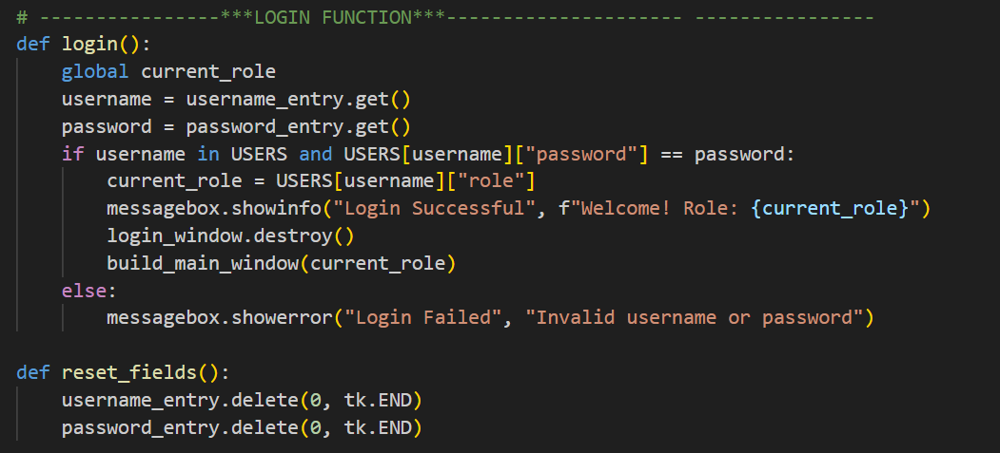 # ----------------***LOGIN FUNCTION***--------------------- ----------------
def login():
    global current_role
    username = username_entry.get()
    password = password_entry.get()
    if username in USERS and USERS[username]["password"] == password:
        current_role = USERS[username]["role"]
        messagebox.showinfo("Login Successful", f"Welcome! Role: {current_role}")
        login_window.destroy()
        build_main_window(current_role)
    else:
        messagebox.showerror("Login Failed", "Invalid username or password")

def reset_fields():
    username_entry.delete(0, tk.END)
    password_entry.delete(0, tk.END)